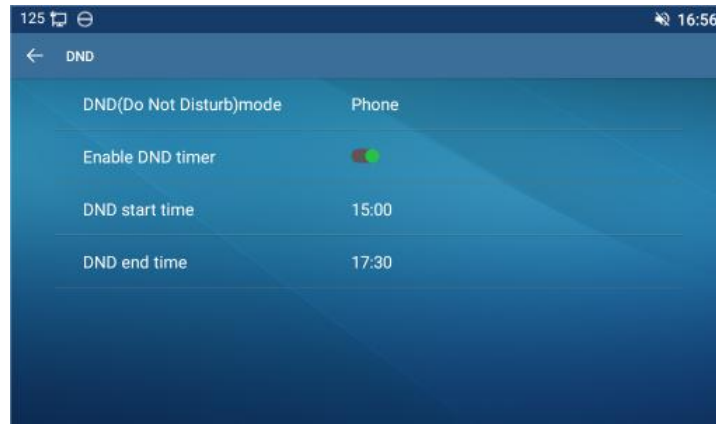 125 16:56
DND
DND(Do Not Disturb)mode Phone
Enable DND timer
DND start time 15:00
DND end time 17:30